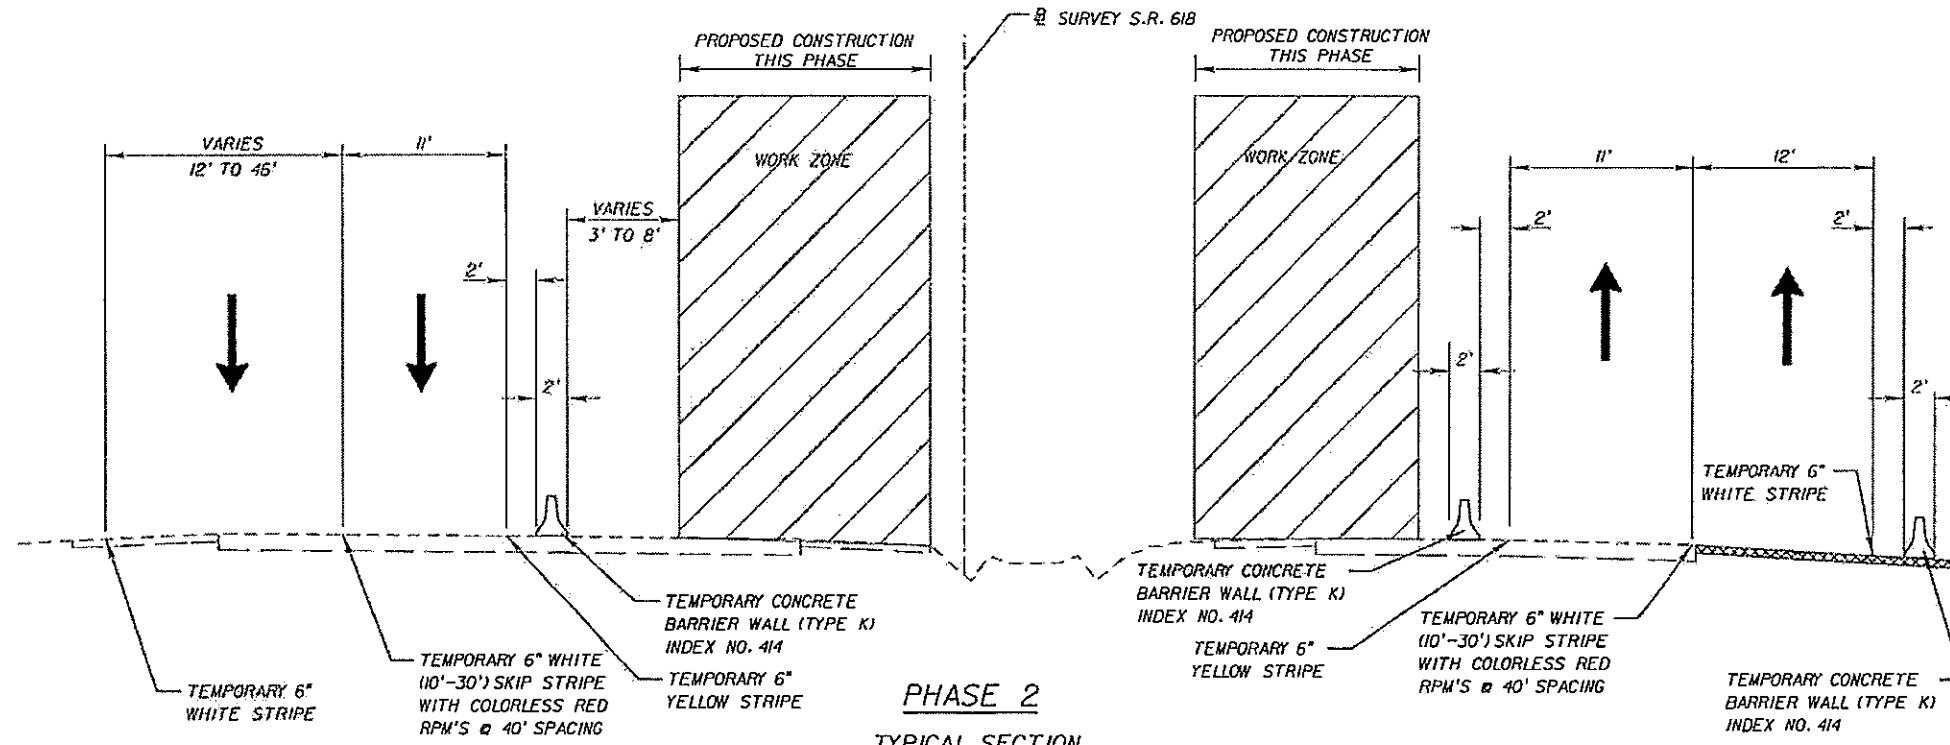 ℄ SURVEY S.R. 618
PROPOSED CONSTRUCTION
THIS PHASE
PROPOSED CONSTRUCTION
THIS PHASE
VARIES
12' TO 46'
11'
WORK ZONE
WORK ZONE
11'
12'
VARIES
3' TO 8'
2'
2'
2'
2'
2'
2'
TEMPORARY 6"
WHITE STRIPE
TEMPORARY CONCRETE
BARRIER WALL (TYPE K)
INDEX NO. 414
TEMPORARY CONCRETE
BARRIER WALL (TYPE K)
INDEX NO. 414
TEMPORARY 6" WHITE
(10'-30') SKIP STRIPE
WITH COLORLESS RED
RPM'S @ 40' SPACING
TEMPORARY 6"
YELLOW STRIPE
TEMPORARY 6"
WHITE STRIPE
TEMPORARY 6" WHITE
(10'-30') SKIP STRIPE
WITH COLORLESS RED
RPM'S @ 40' SPACING
TEMPORARY 6"
YELLOW STRIPE
TEMPORARY CONCRETE
BARRIER WALL (TYPE K)
INDEX NO. 414
PHASE 2
TYPICAL SECTION